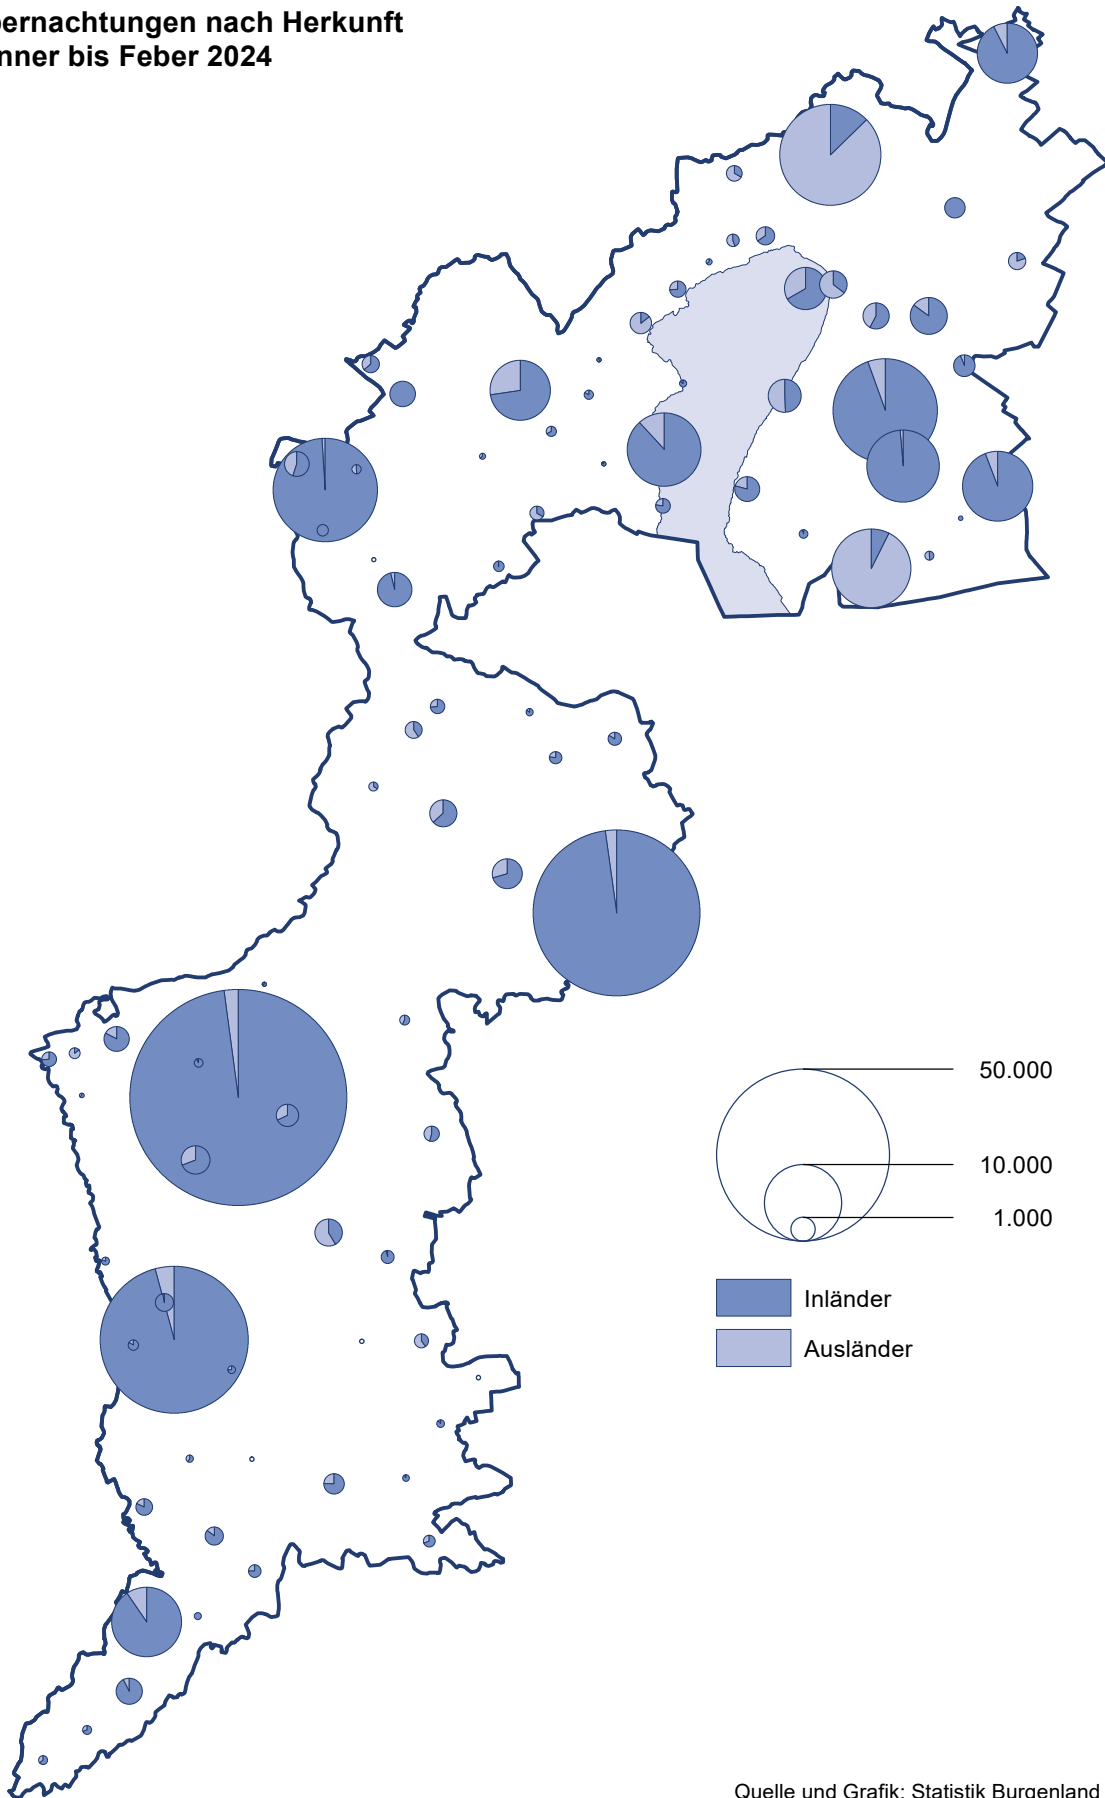 bernachtungen nach Herkunft
nner bis Feber 2024
50.000
10.000
1.000
Inländer
Ausländer
Quelle und Grafik: Statistik Burgenland